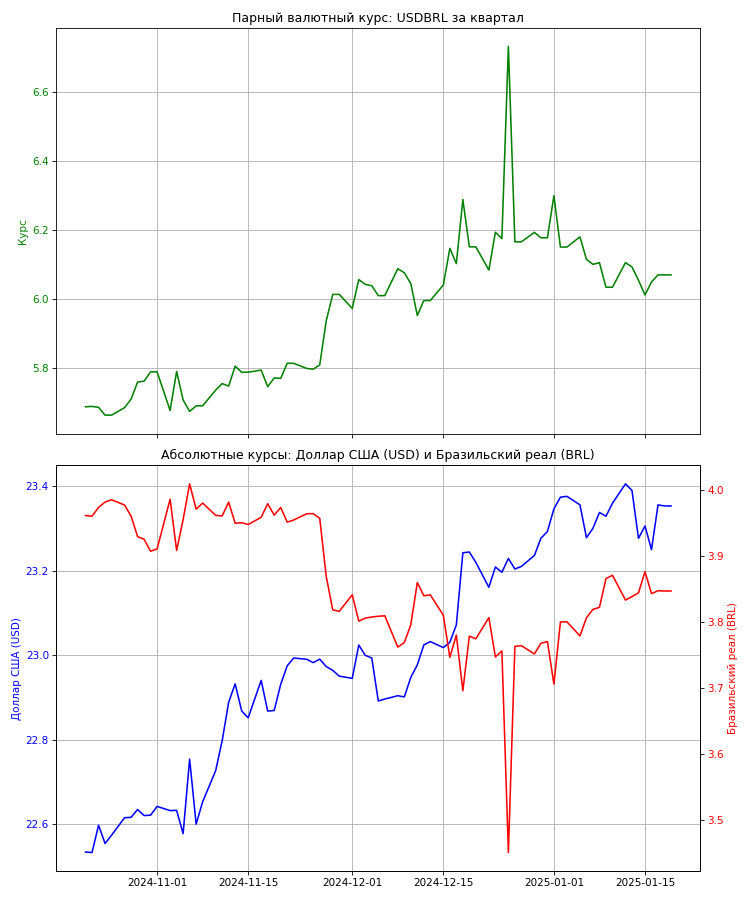 Парный валютный курс: USDBRL за квартал
Курс
6.6
6.4
6.2
6.0
5.8
Абсолютные курсы: Доллар США (USD) и Бразильский реал (BRL)
Доллар США (USD)
23.4
23.2
23.0
22.8
22.6
4.0
3.9
3.8
3.7
3.6
3.5
Бразильский реал (BRL)
2024-11-01 2024-11-15 2024-12-01 2024-12-15 2025-01-01 2025-01-15